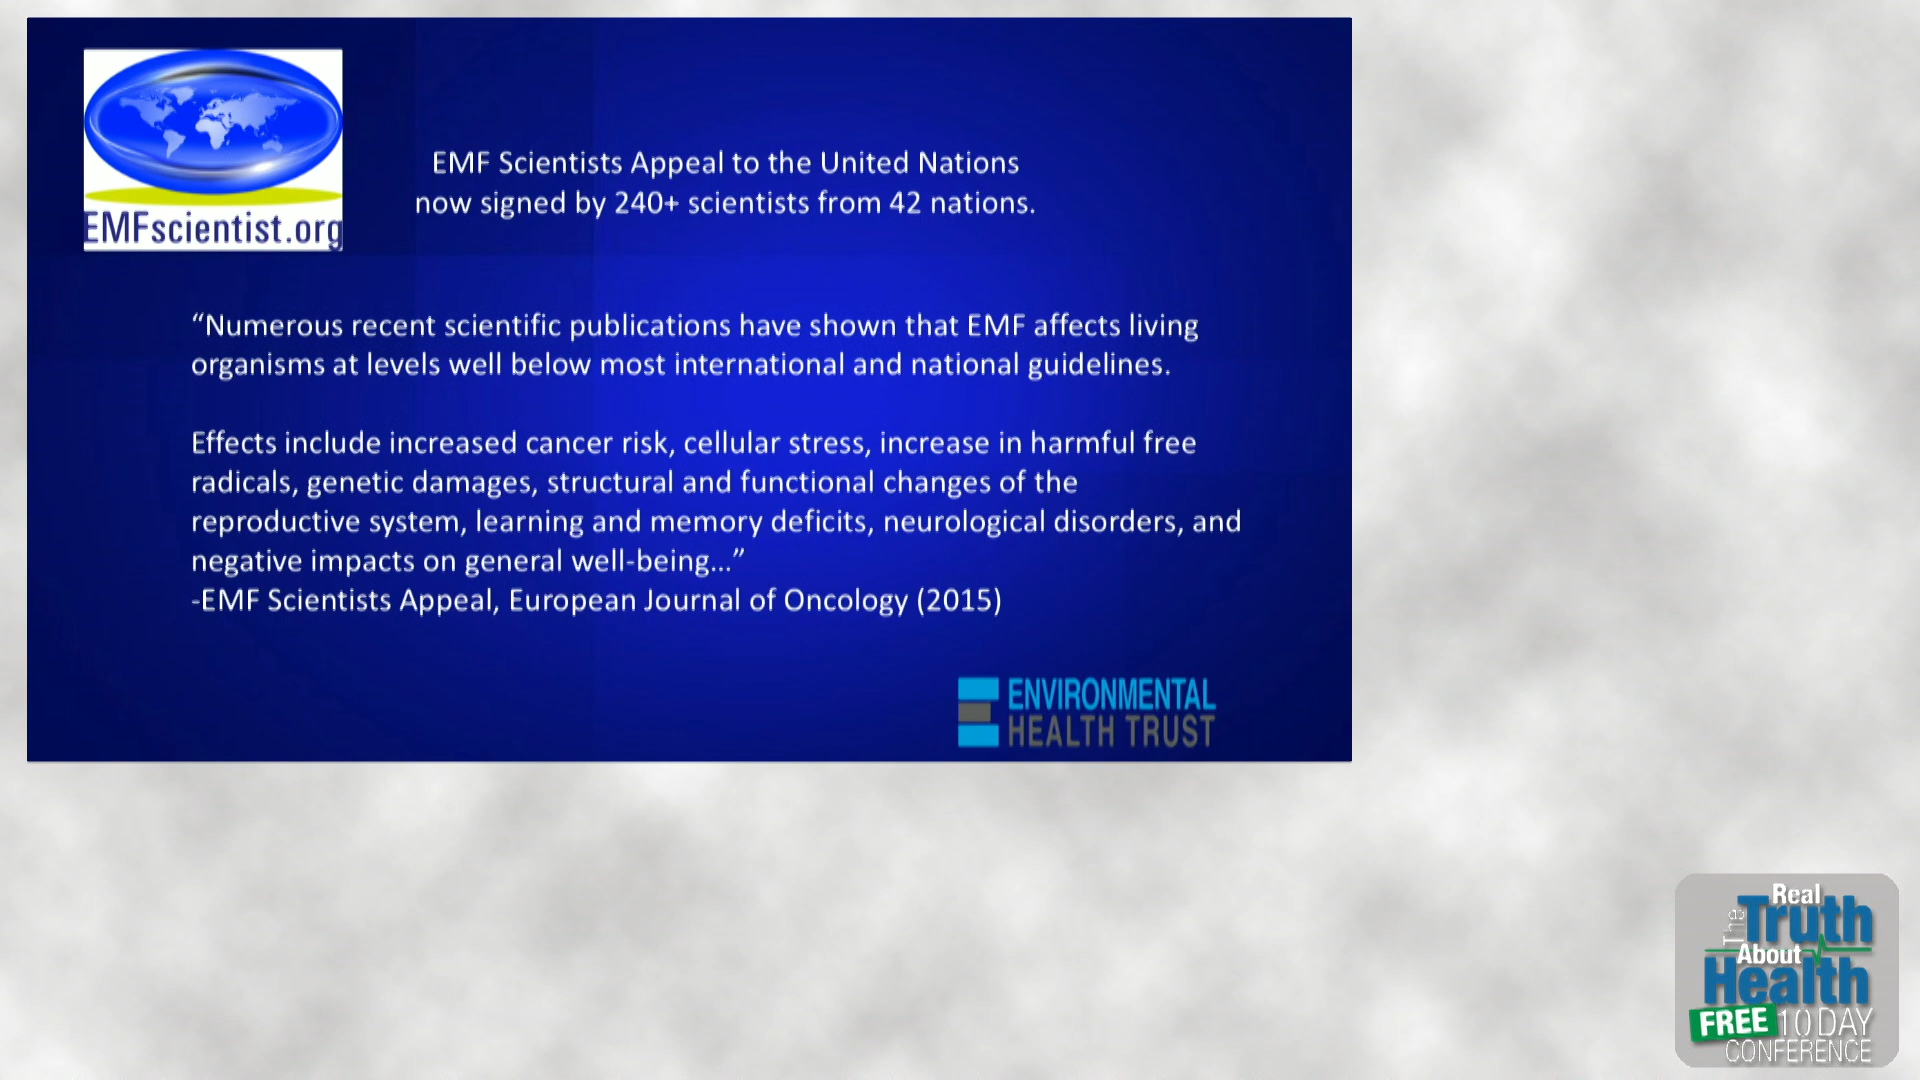 EMFscientist.org
EMF Scientists Appeal to the United Nations
now signed by 240+ scientists from 42 nations.
“Numerous recent scientific publications have shown that EMF affects living
organisms at levels well below most international and national guidelines.
Effects include increased cancer risk, cellular stress, increase in harmful free
radicals, genetic damages, structural and functional changes of the
reproductive system, learning and memory deficits, neurological disorders, and
negative impacts on general well-being...”
-EMF Scientists Appeal, European Journal of Oncology (2015)
ENVIRONMENTAL
HEALTH TRUST
The Real
Truth
About
Health
FREE 10 DAY
CONFERENCE